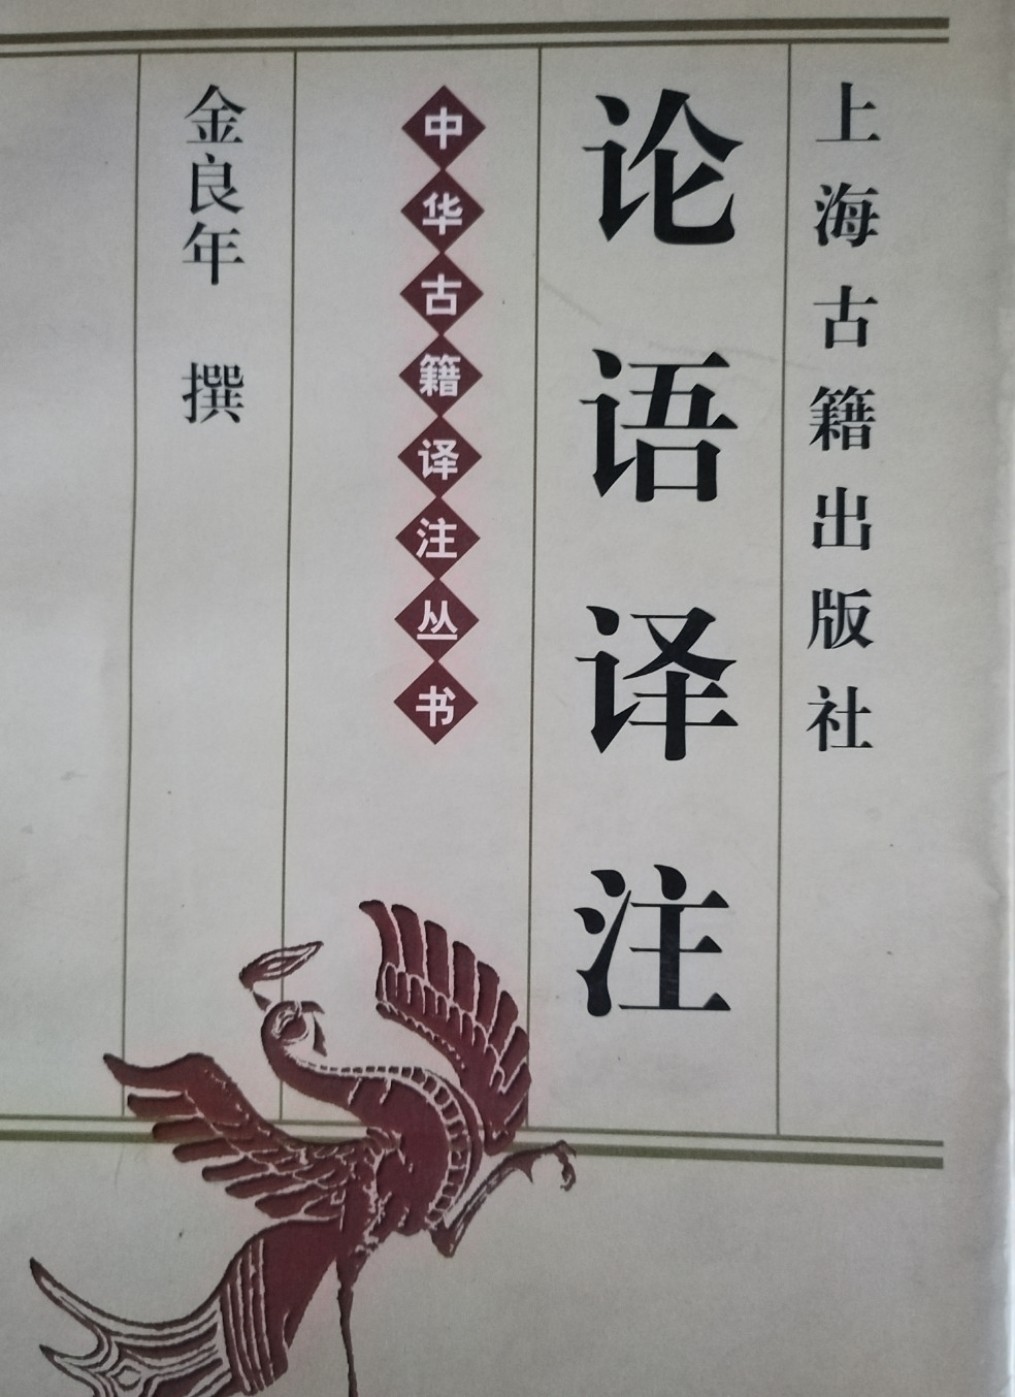 上海古籍出版社
论语译注
中华古籍译注丛书
金良年 撰